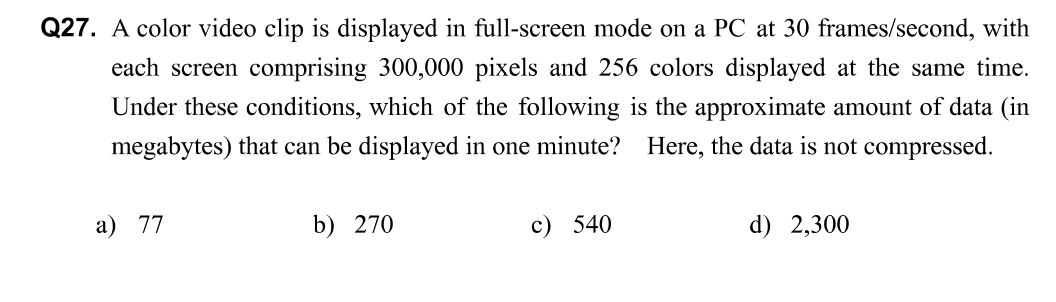 Q27. A color video clip is displayed in full-screen mode on a PC at 30 frames/second, with
each screen comprising 300,000 pixels and 256 colors displayed at the same time.
Under these conditions, which of the following is the approximate amount of data (in
megabytes) that can be displayed in one minute? Here, the data is not compressed.
a) 77 b) 270 c) 540 d) 2,300